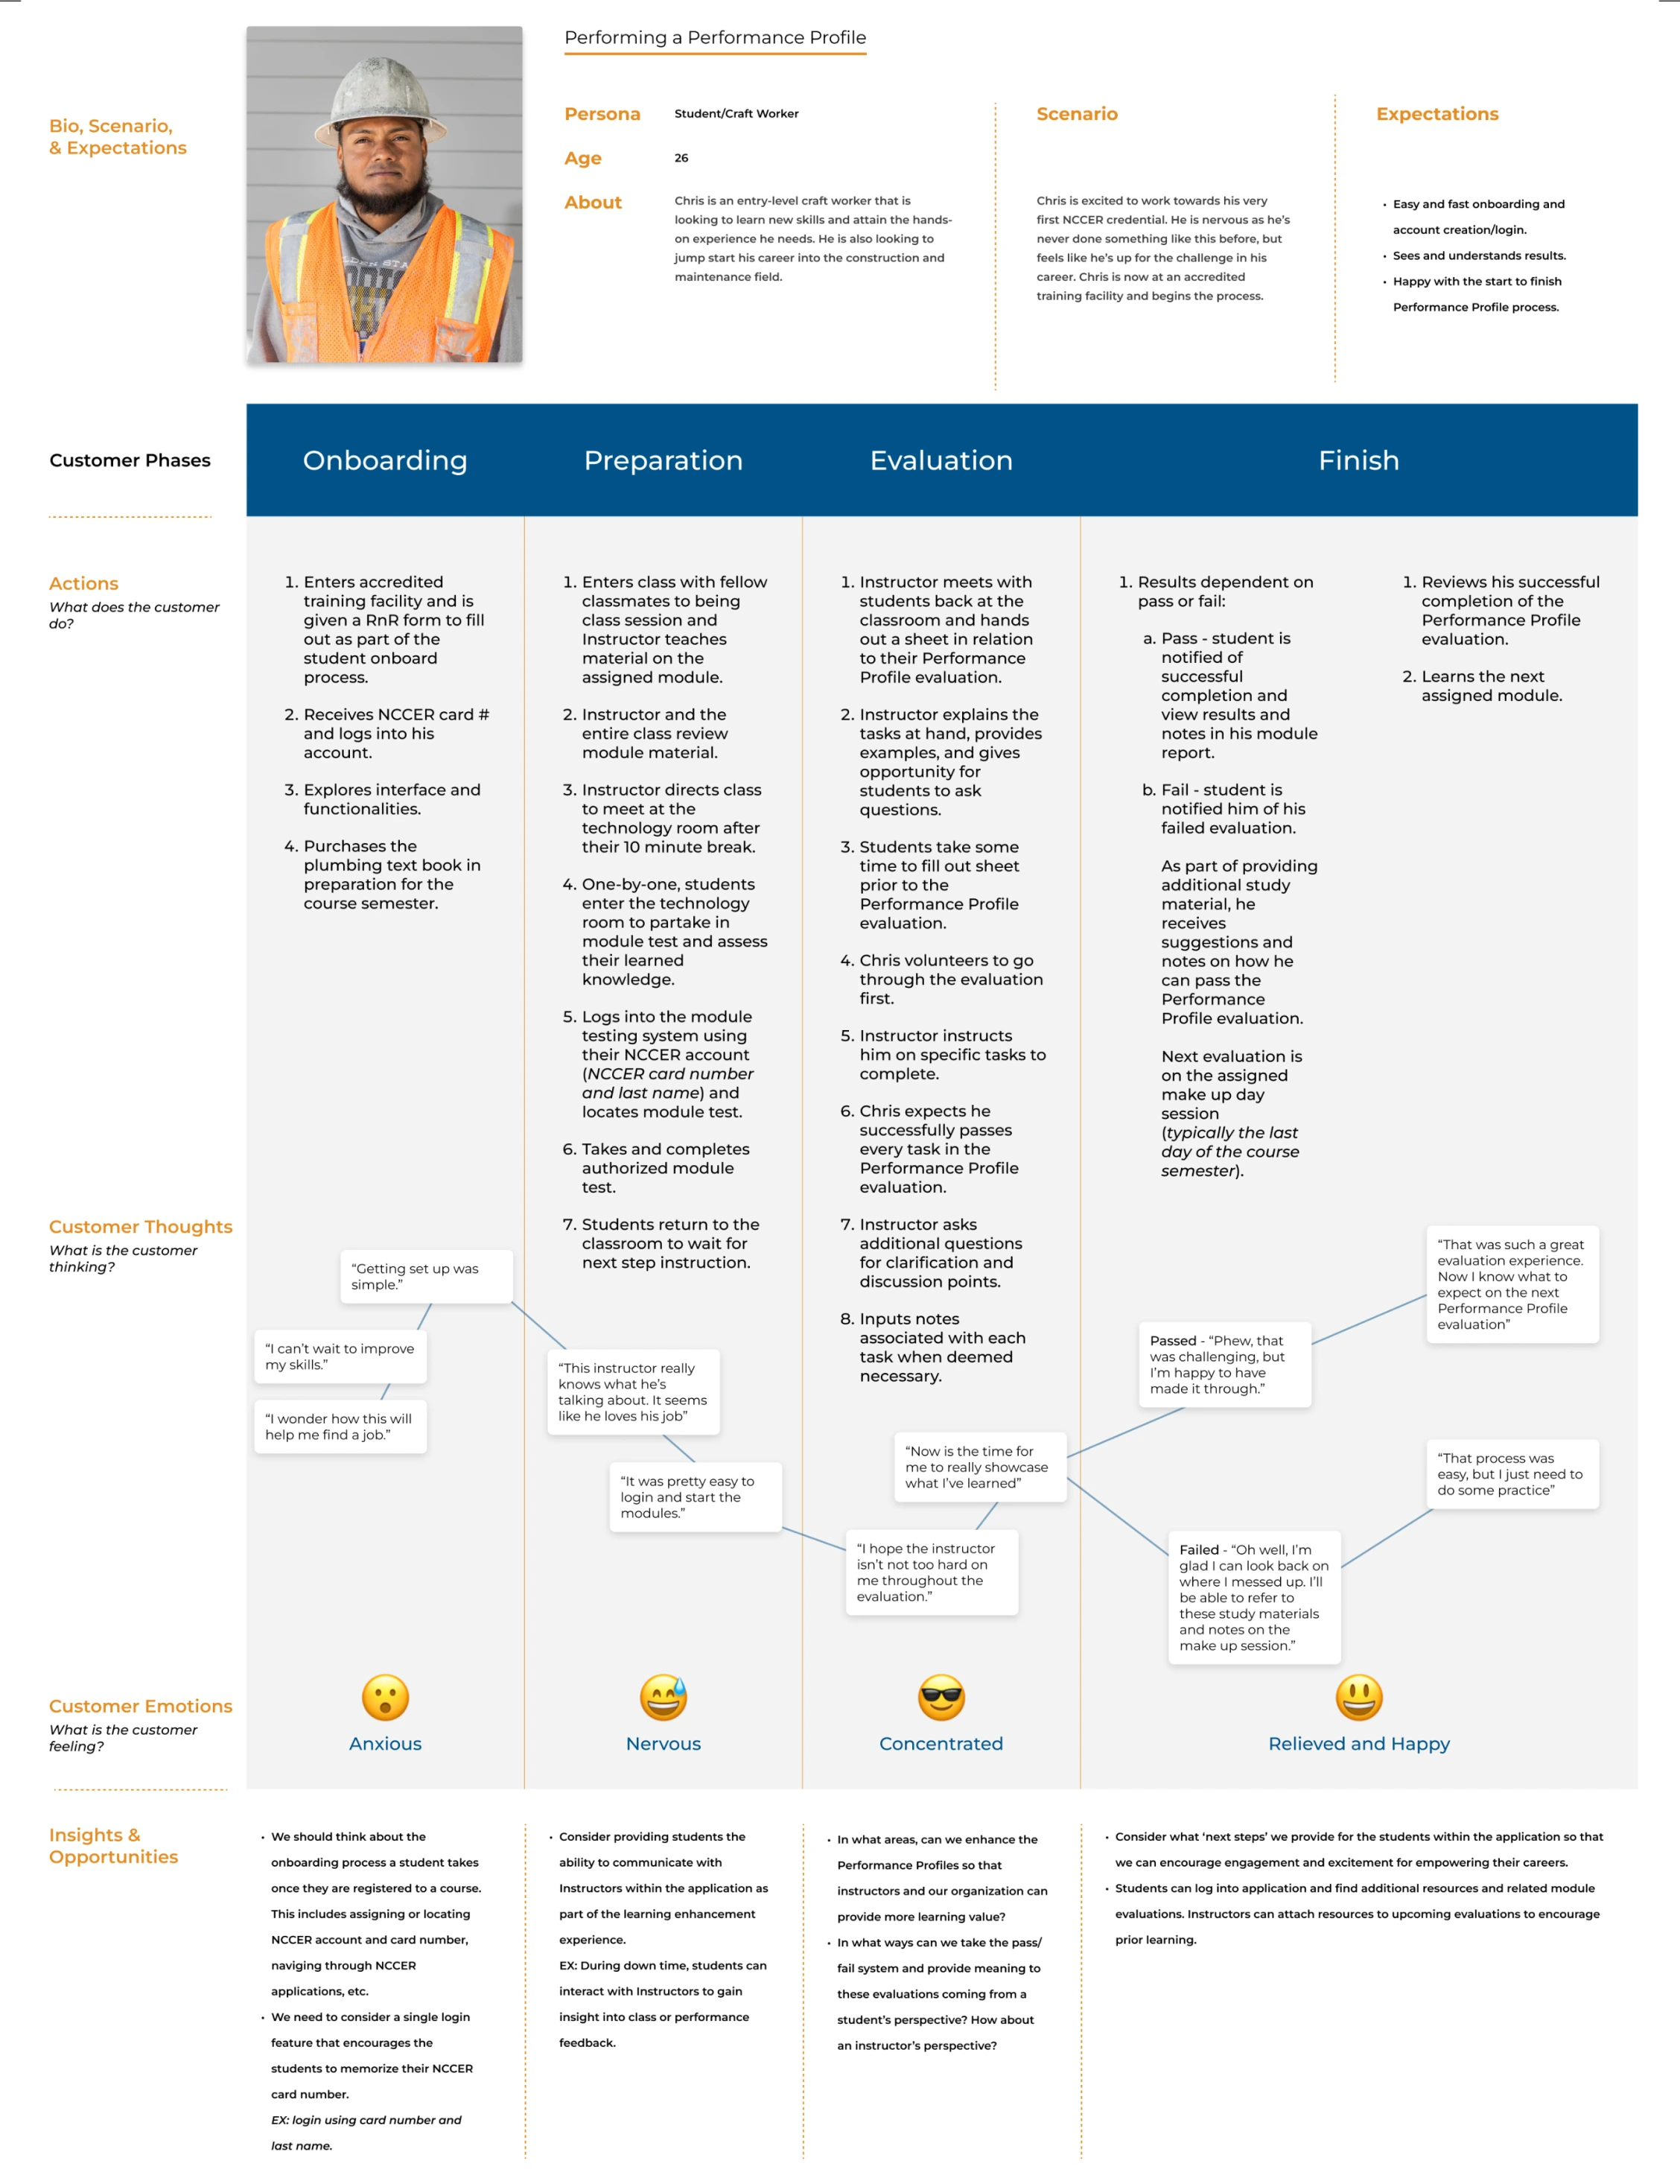 Performing a Performance Profile
Bio, Scenario,
& Expectations
Persona
Student/Craft Worker
Age
26
About
Chris is an entry-level craft worker that is
looking to learn new skills and attain the hands-
on experience he needs. He is also looking to
jump start his career into the construction and
maintenance field.
Scenario
Chris is excited to work towards his very
first NCCER credential. He is nervous as he's
never done something like this before, but
feels like he's up for the challenge in his
career. Chris is now at an accredited
training facility and begins the process.
Expectations
• Easy and fast onboarding and
account creation/login.
• Sees and understands results.
• Happy with the start to finish
Performance Profile process.
Customer Phases
Onboarding
Preparation
Evaluation
Finish
Actions
What does the customer
do?
1. Enters accredited
training facility and is
given a RnR form to fill
out as part of the
student onboard
process.
2. Receives NCCER card #
and logs into his
account.
3. Explores interface and
functionalities.
4. Purchases the
plumbing text book in
preparation for the
course semester.
1. Enters class with fellow
classmates to being
class session and
Instructor teaches
material on the
assigned module.
2. Instructor and the
entire class review
module material.
3. Instructor directs class
to meet at the
technology room after
their 10 minute break.
4. One-by-one, students
enter the technology
room to partake in
module test and assess
their learned
knowledge.
5. Logs into the module
testing system using
their NCCER account
(NCCER card number
and last name) and
locates module test.
6. Takes and completes
authorized module
test.
7. Students return to the
classroom to wait for
next step instruction.
1. Instructor meets with
students back at the
classroom and hands
out a sheet in relation
to their Performance
Profile evaluation.
2. Instructor explains the
tasks at hand, provides
examples, and gives
opportunity for
students to ask
questions.
3. Students take some
time to fill out sheet
prior to the
Performance Profile
evaluation.
4. Chris volunteers to go
through the evaluation
first.
5. Instructor instructs
him on specific tasks to
complete.
6. Chris expects he
successfully passes
every task in the
Performance Profile
evaluation.
7. Instructor asks
additional questions
for clarification and
discussion points.
8. Inputs notes
associated with each
task when deemed
necessary.
1. Results dependent on
pass or fail:
a. Pass - student is
notified of
successful
completion and
view results and
notes in his module
report.
b. Fail - student is
notified him of his
failed evaluation.
As part of providing
additional study
material, he
receives
suggestions and
notes on how he
can pass the
Performance
Profile evaluation.
Next evaluation is
on the assigned
make up day
session
(typically the last
day of the course
semester).
1. Reviews his successful
completion of the
Performance Profile
evaluation.
2. Learns the next
assigned module.
Customer Thoughts
What is the customer
thinking?
“Getting set up was
simple.”
“I can't wait to improve
my skills.”
“I wonder how this will
help me find a job.”
“This instructor really
knows what he's
talking about. It seems
like he loves his job”
“It was pretty easy to
login and start the
modules.”
“Now is the time for
me to really showcase
what I've learned”
“I hope the instructor
isn't not too hard on
me throughout the
evaluation.”
Passed - “Phew, that
was challenging, but
I'm happy to have
made it through.”
“That was such a great
evaluation experience.
Now I know what to
expect on the next
Performance Profile
evaluation”
Failed - “Oh well, I'm
glad I can look back on
where I messed up. I'll
be able to refer to
these study materials
and notes on the
make up session.”
“That process was
easy, but I just need to
do some practice”
Customer Emotions
What is the customer
feeling?
Anxious
Nervous
Concentrated
Relieved and Happy
Insights &
Opportunities
• We should think about the
onboarding process a student takes
once they are registered to a course.
This includes assigning or locating
NCCER account and card number,
naviging through NCCER
applications, etc.
• We need to consider a single login
feature that encourages the
students to memorize their NCCER
card number.
EX: login using card number and
last name.
• Consider providing students the
ability to communicate with
Instructors within the application as
part of the learning enhancement
experience.
EX: During down time, students can
interact with Instructors to gain
insight into class or performance
feedback.
• In what areas, can we enhance the
Performance Profiles so that
instructors and our organization can
provide more learning value?
• In what ways can we take the pass/
fail system and provide meaning to
these evaluations coming from a
student's perspective? How about
an instructor's perspective?
• Consider what ‘next steps’ we provide for the students within the application so that
we can encourage engagement and excitement for empowering their careers.
• Students can log into application and find additional resources and related module
evaluations. Instructors can attach resources to upcoming evaluations to encourage
prior learning.